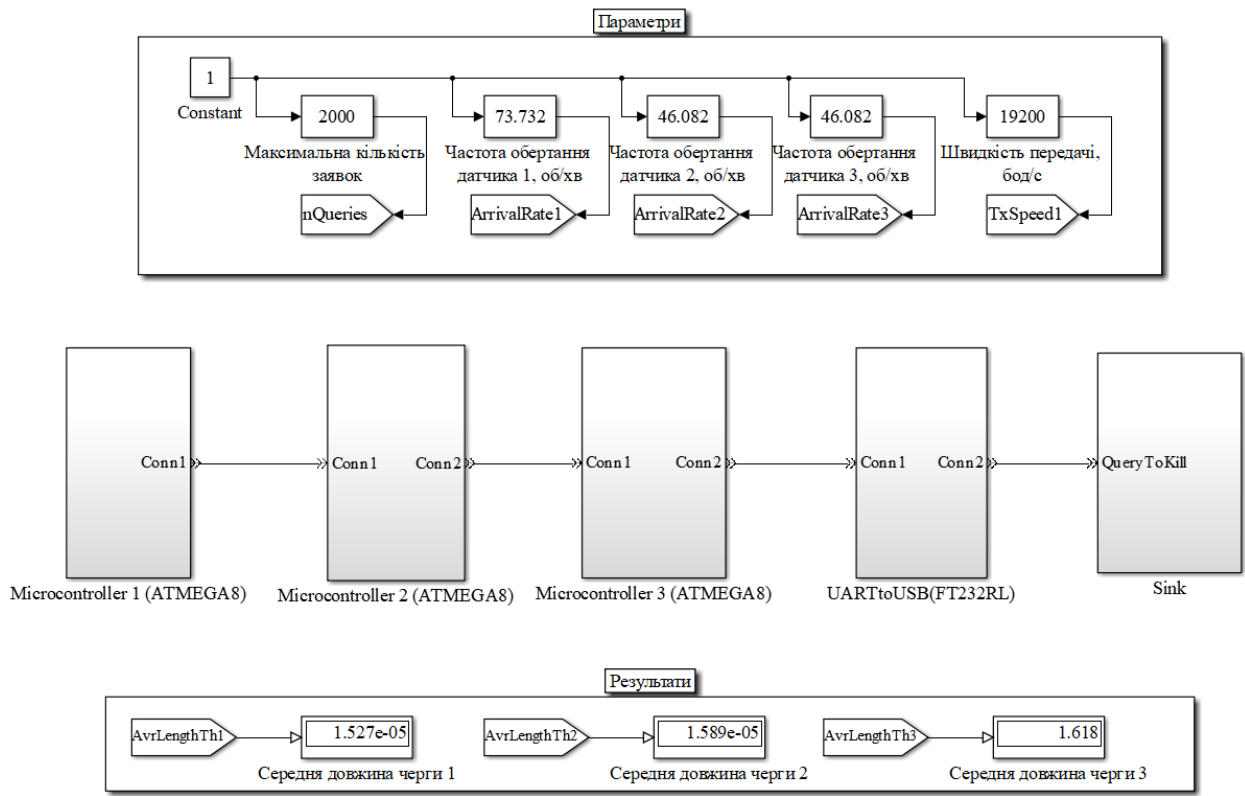 Параметри
1
Constant
2000
73.732
46.082
46.082
19200
Максимальна кількість
заявок
Частота обертання
датчика 1, об/хв
Частота обертання
датчика 2, об/хв
Частота обертання
датчика 3, об/хв
Швидкість передачі,
бод/с
nQueries
ArrivalRate1
ArrivalRate2
ArrivalRate3
TxSpeed1
Conn1
Conn1
Conn2
Conn1
Conn2
Conn1
Conn2
QueryToKill
Microcontroller 1 (ATMEGA8)
Microcontroller 2 (ATMEGA8)
Microcontroller 3 (ATMEGA8)
UARTtoUSB(FT232RL)
Sink
Результати
AvrLengthTh1
1.527e-05
AvrLengthTh2
1.589e-05
AvrLengthTh3
1.618
Середня довжина черги 1
Середня довжина черги 2
Середня довжина черги 3